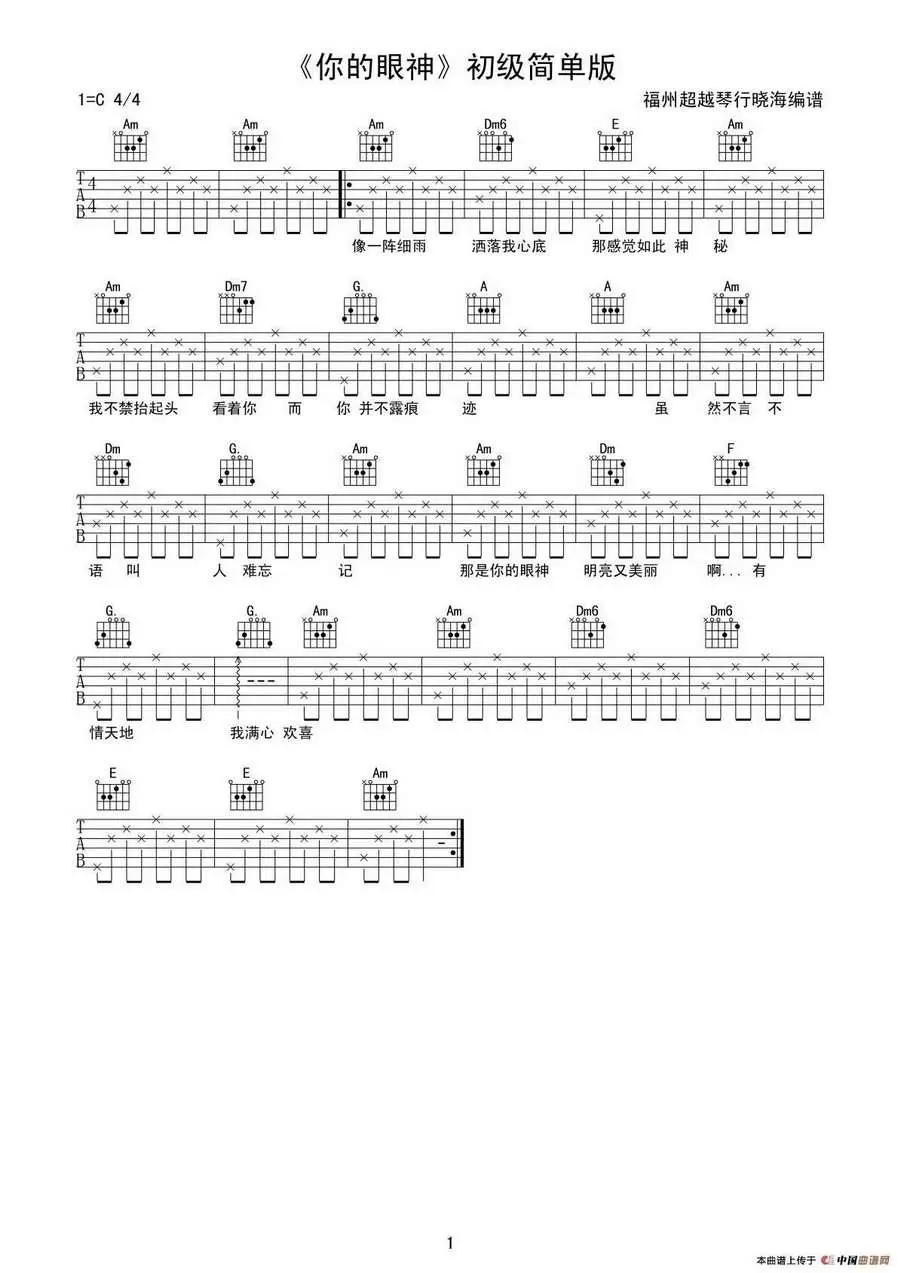 《你的眼神》初级简单版
1=C 4/4 福州超越琴行晓海编谱
Am Am Am Dm6 E Am
T A B 4 4
像一阵细雨 洒落我心底 那感觉如此 神 秘
Am Dm7 G. A A Am
T A B
我不禁抬起头 看着你 而 你 并不露痕 迹 虽 然不言 不
Dm G. Am Am Dm F
T A B
语 叫 人 难忘 记 那是你的眼神 明亮又美丽 啊... 有
G. G. Am Am Dm6 Dm6
T A B
情天地 我满心 欢喜
E E Am
T A B
1
本曲谱上传于 中国曲谱网